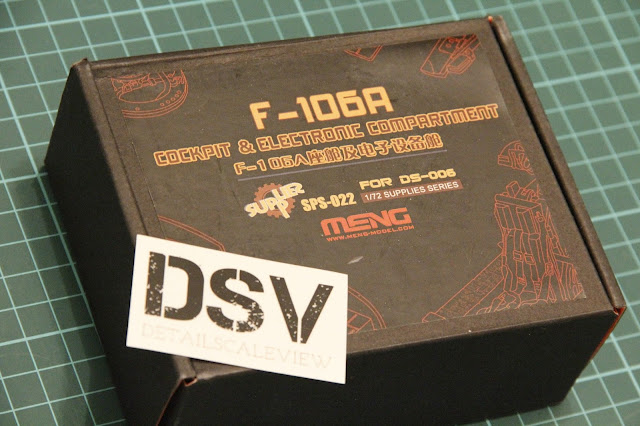 F-106A
COCKPIT & ELECTRONIC COMPARTMENT
F-106A座舱及电子设备舱
SUPPLIER SPS-022 FOR DS-006
1/72 SUPPLIES SERIES
MENG
WWW.MENG-MODEL.COM
DSV
DETAILSCALEVIEW